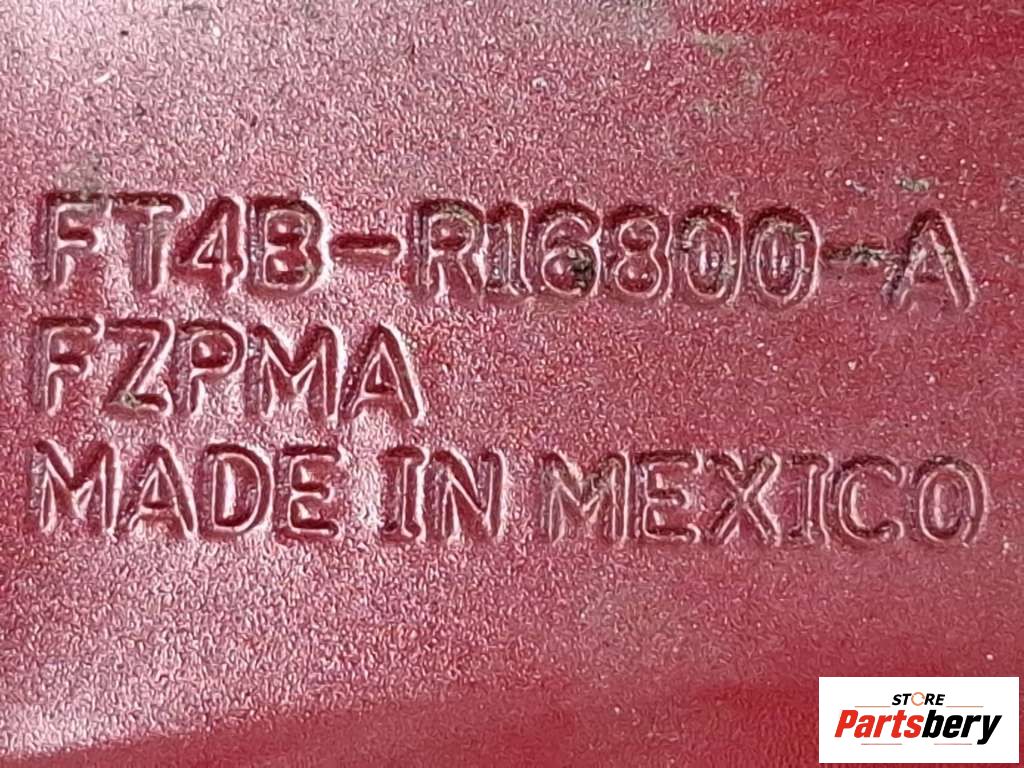 FT4B-R16800-A
FZPMA
MADE IN MEXICO
STORE
Partsbery